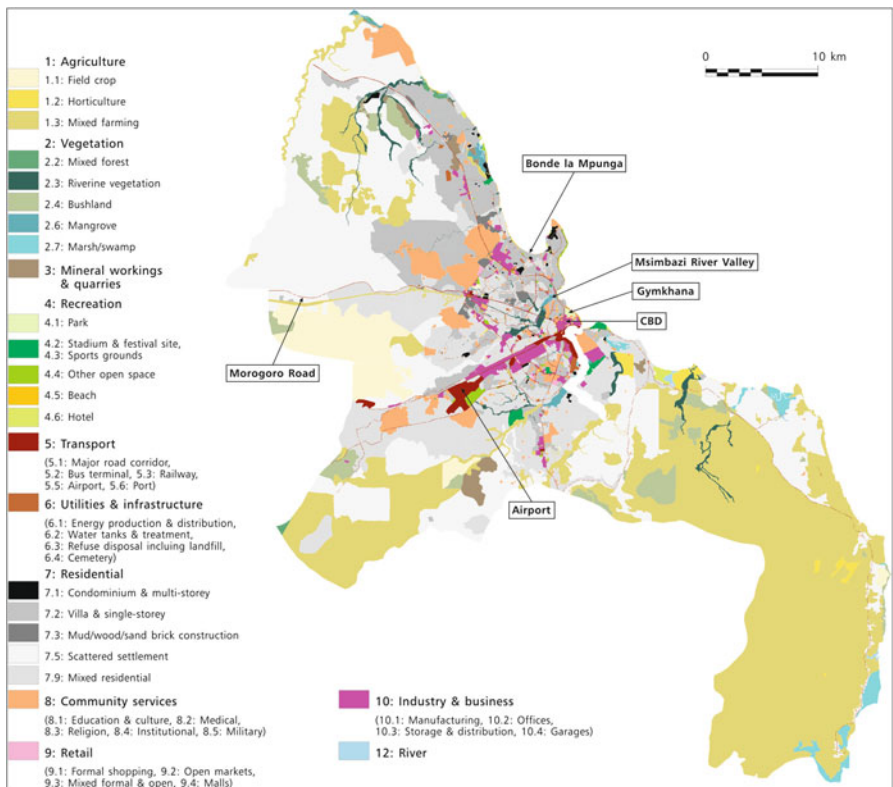 1: Agriculture
1.1: Field crop
1.2: Horticulture
1.3: Mixed farming
2: Vegetation
2.2: Mixed forest
2.3: Riverine vegetation
2.4: Bushland
2.6: Mangrove
2.7: Marsh/swamp
3: Mineral workings
& quarries
4: Recreation
4.1: Park
4.2: Stadium & festival site,
4.3: Sports grounds
4.4: Other open space
4.5: Beach
4.6: Hotel
5: Transport
(5.1: Major road corridor,
5.2: Bus terminal, 5.3: Railway,
5.5: Airport, 5.6: Port)
6: Utilities & infrastructure
(6.1: Energy production & distribution,
6.2: Water tanks & treatment,
6.3: Refuse disposal incluing landfill,
6.4: Cemetery)
7: Residential
7.1: Condominium & multi-storey
7.2: Villa & single-storey
7.3: Mud/wood/sand brick construction
7.5: Scattered settlement
7.9: Mixed residential
8: Community services
(8.1: Education & culture, 8.2: Medical,
8.3: Religion, 8.4: Institutional, 8.5: Military)
9: Retail
(9.1: Formal shopping, 9.2: Open markets,
9.3: Mixed formal & open, 9.4: Malls)
10: Industry & business
(10.1: Manufacturing, 10.2: Offices,
10.3: Storage & distribution, 10.4: Garages)
12: River
0 10 km
Bonde la Mpunga
Msimbazi River Valley
Gymkhana
CBD
Morogoro Road
Airport